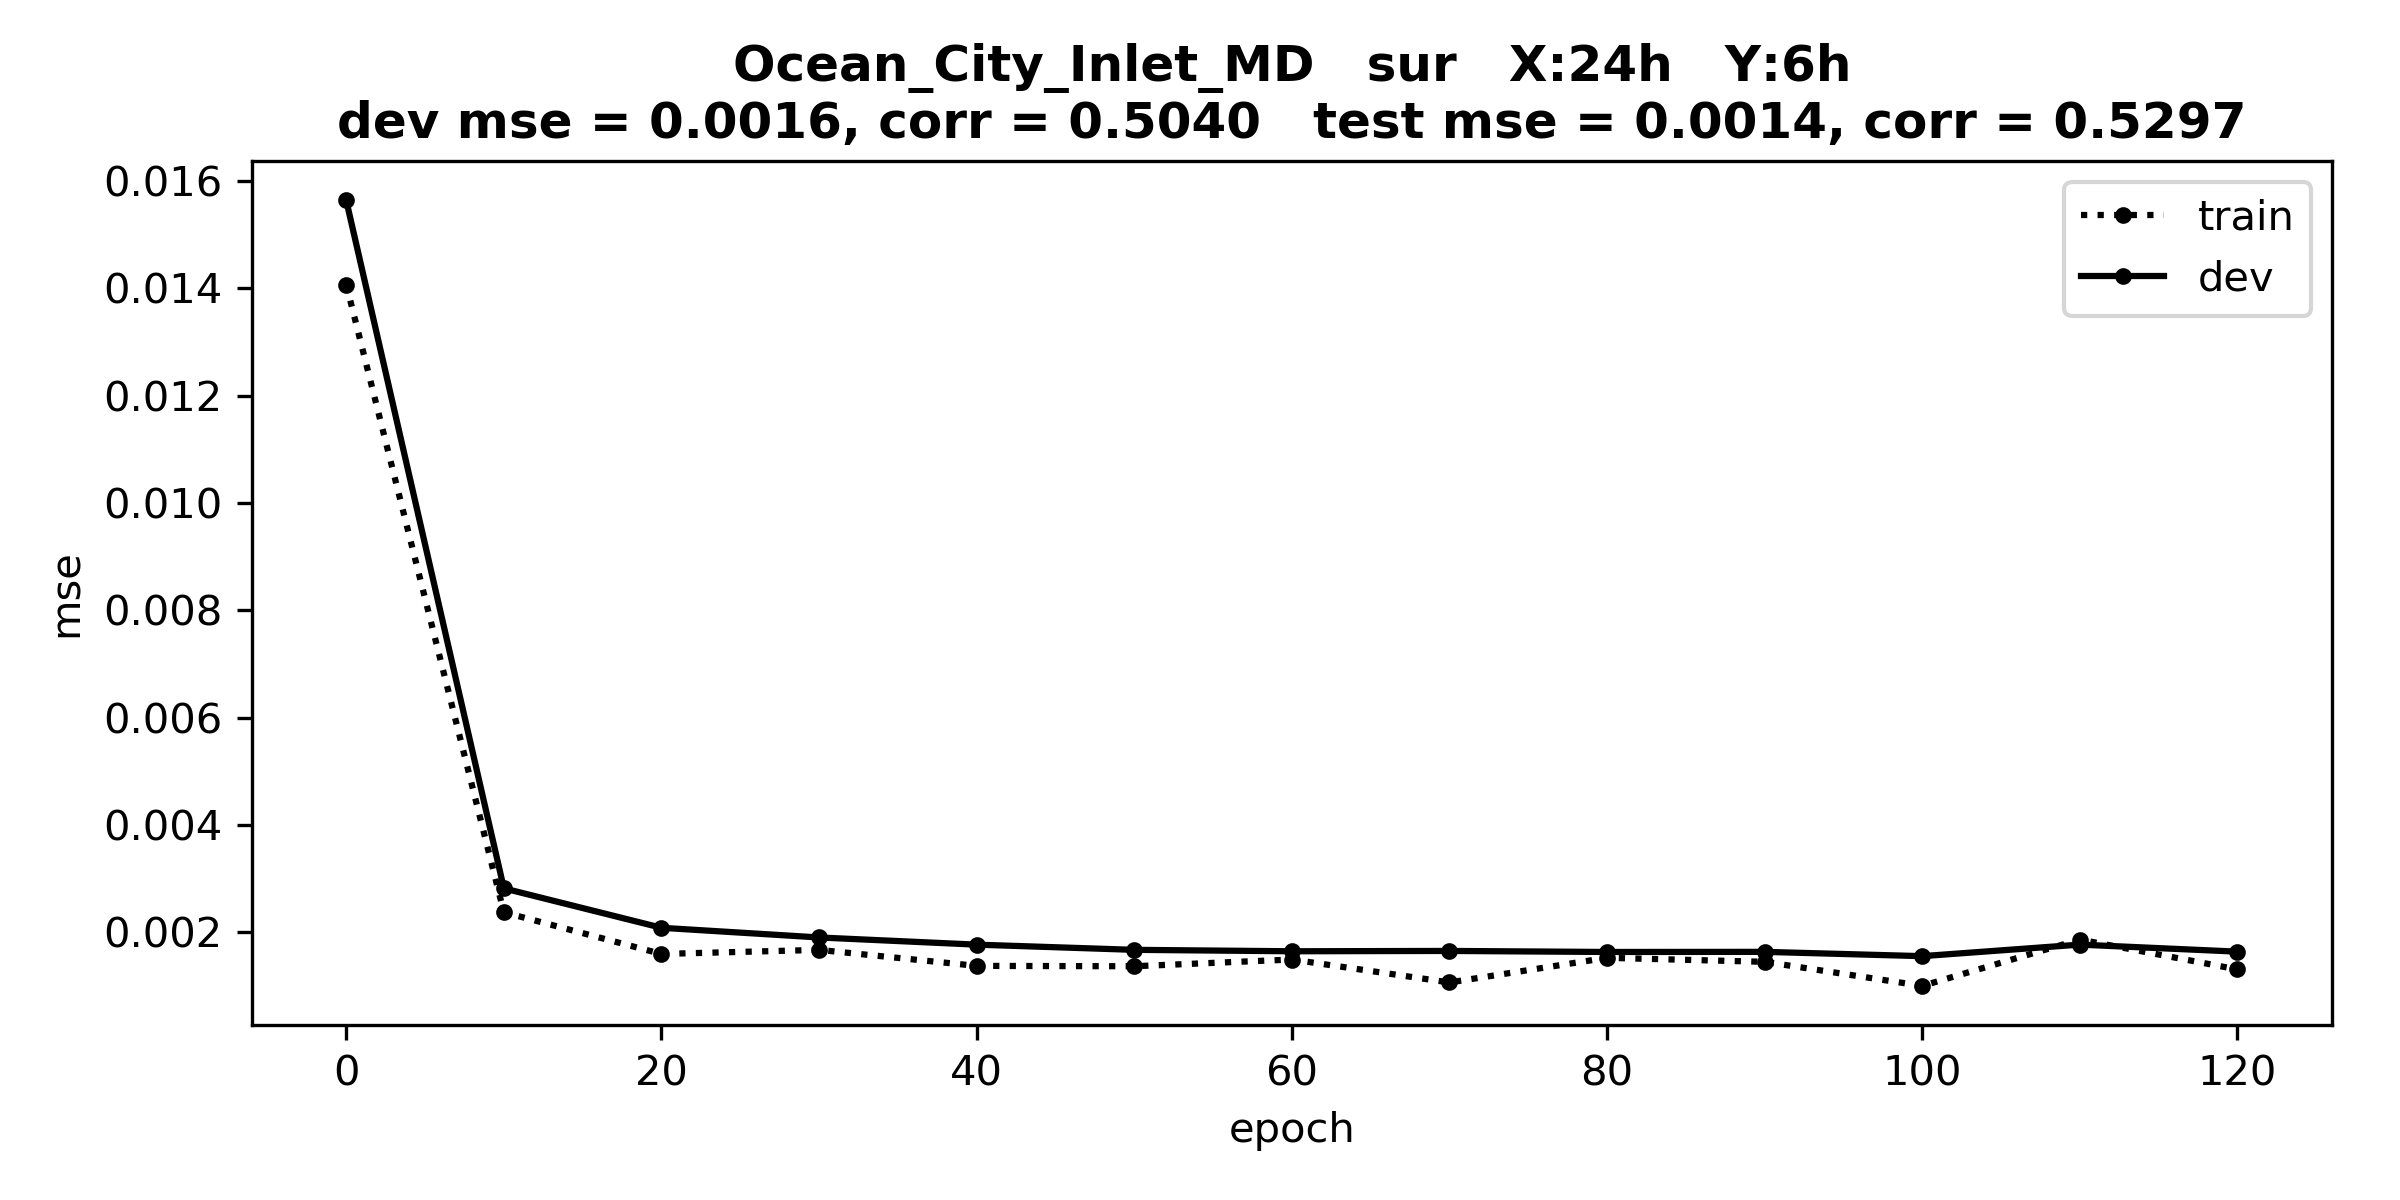 Ocean_City_Inlet_MD   sur   X:24h   Y:6h
dev mse = 0.0016, corr = 0.5040   test mse = 0.0014, corr = 0.5297
0.016
0.014
0.012
0.010
0.008
0.006
0.004
0.002
mse
train
dev
0 20 40 60 80 100 120
epoch